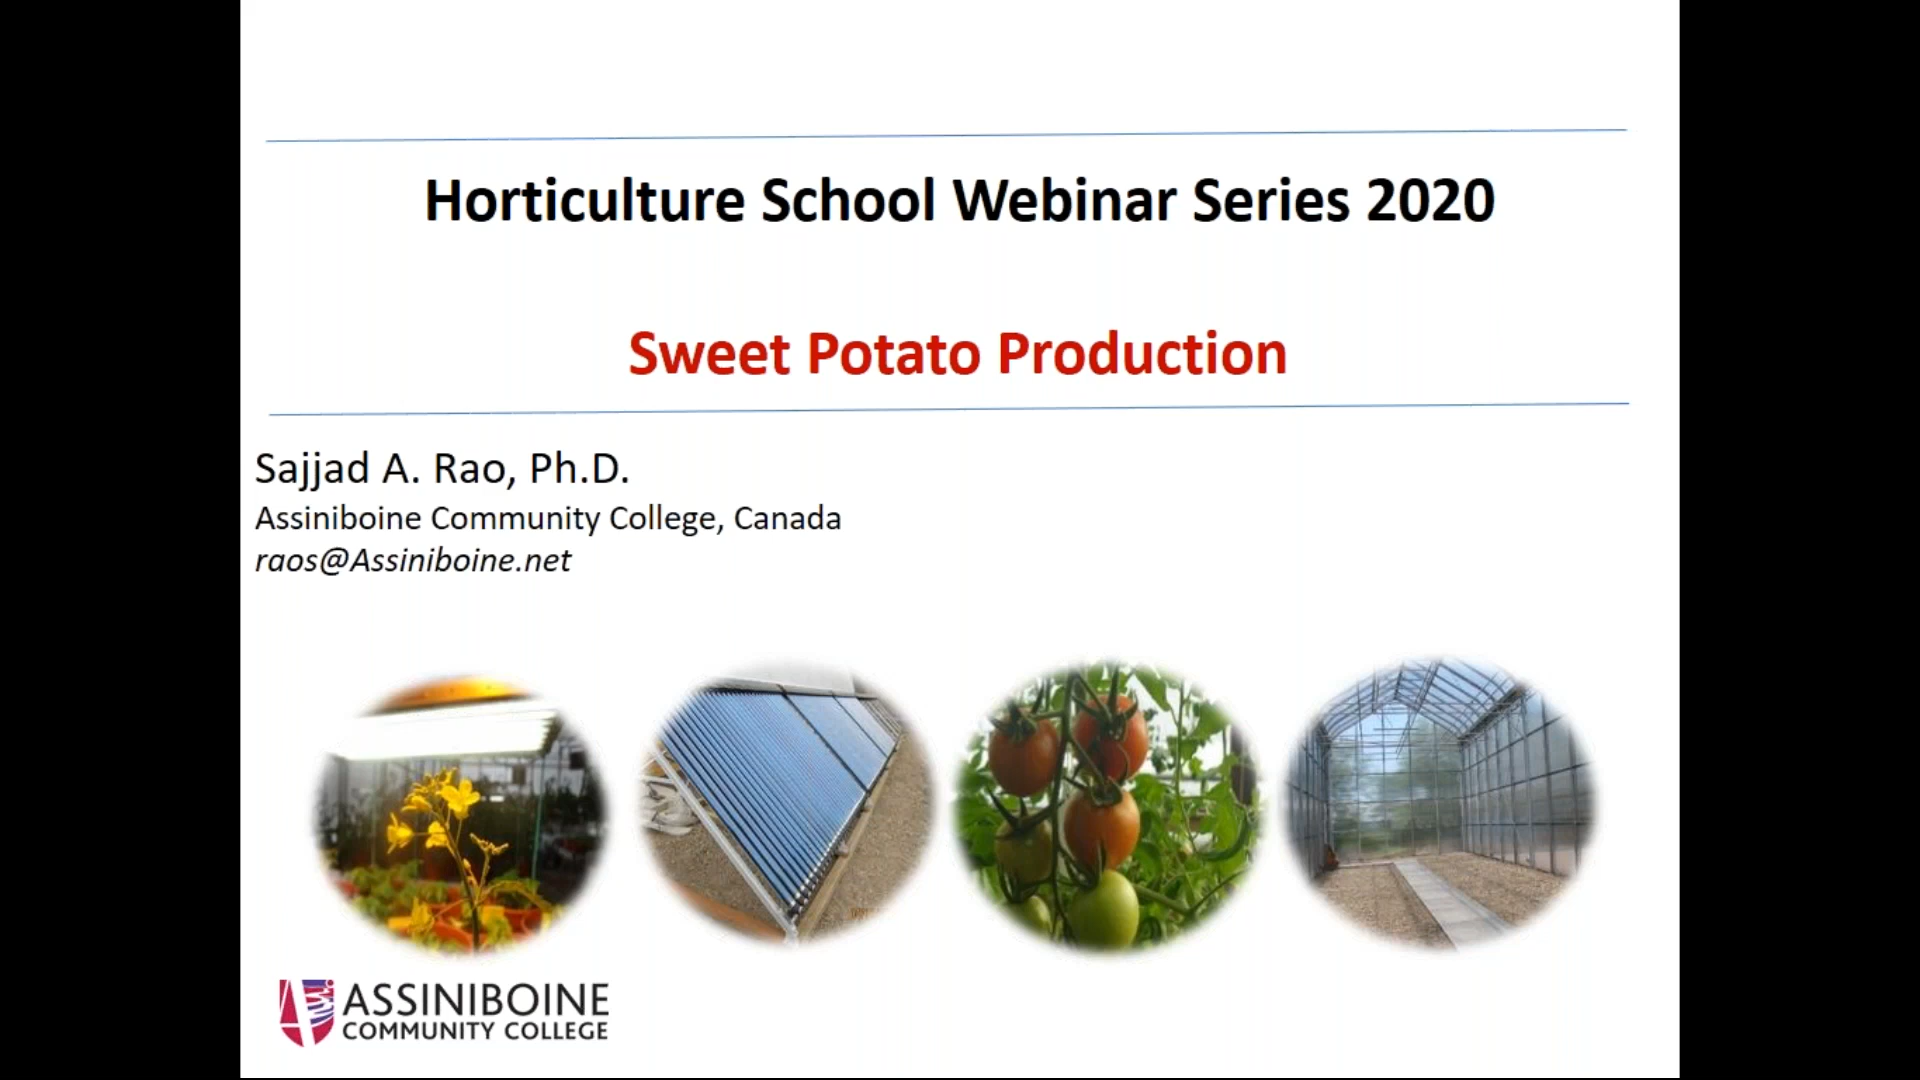 Horticulture School Webinar Series 2020
Sweet Potato Production
Sajjad A. Rao, Ph.D.
Assiniboine Community College, Canada
raos@Assiniboine.net
ASSINIBOINE
COMMUNITY COLLEGE